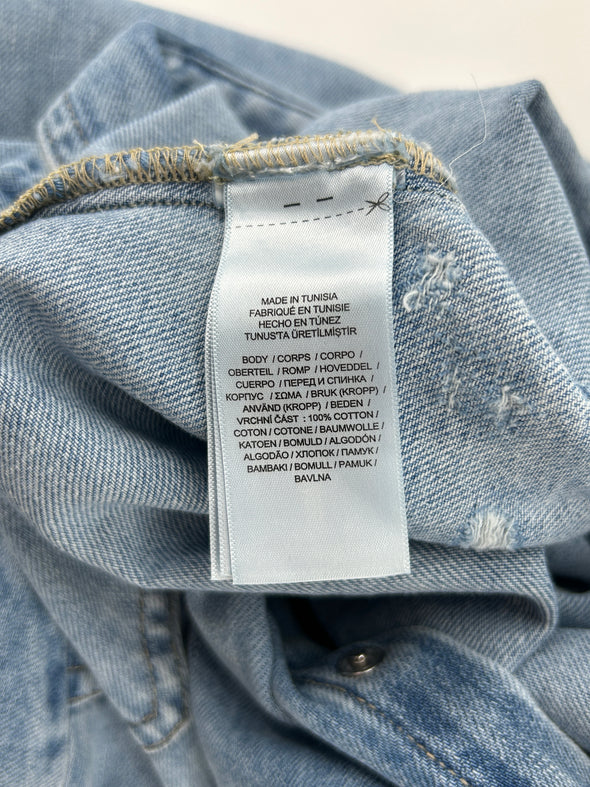 MADE IN TUNISIA
FABRIQUÉ EN TUNISIE
HECHO EN TÚNEZ
TUNUS'TA ÜRETİLMİŞTİR
BODY / CORPS / CORPO /
OBERTEIL / ROMP / HOVEDDEL /
CUERPO / ПЕРЕД И СПИНКА /
КОРПУС / ΣΩΜΑ / BRUK (KROPP) /
ANVÄND (KROPP) / BEDEN /
VRCHNÍ ČÁST : 100% COTTON /
COTON / COTONE / BAUMWOLLE /
KATOEN / BOMULD / ALGODÓN /
ALGODÃO / ХЛОПОК / ПАМУК /
BAMBAKI / BOMULL / PAMUK /
BAVLNA